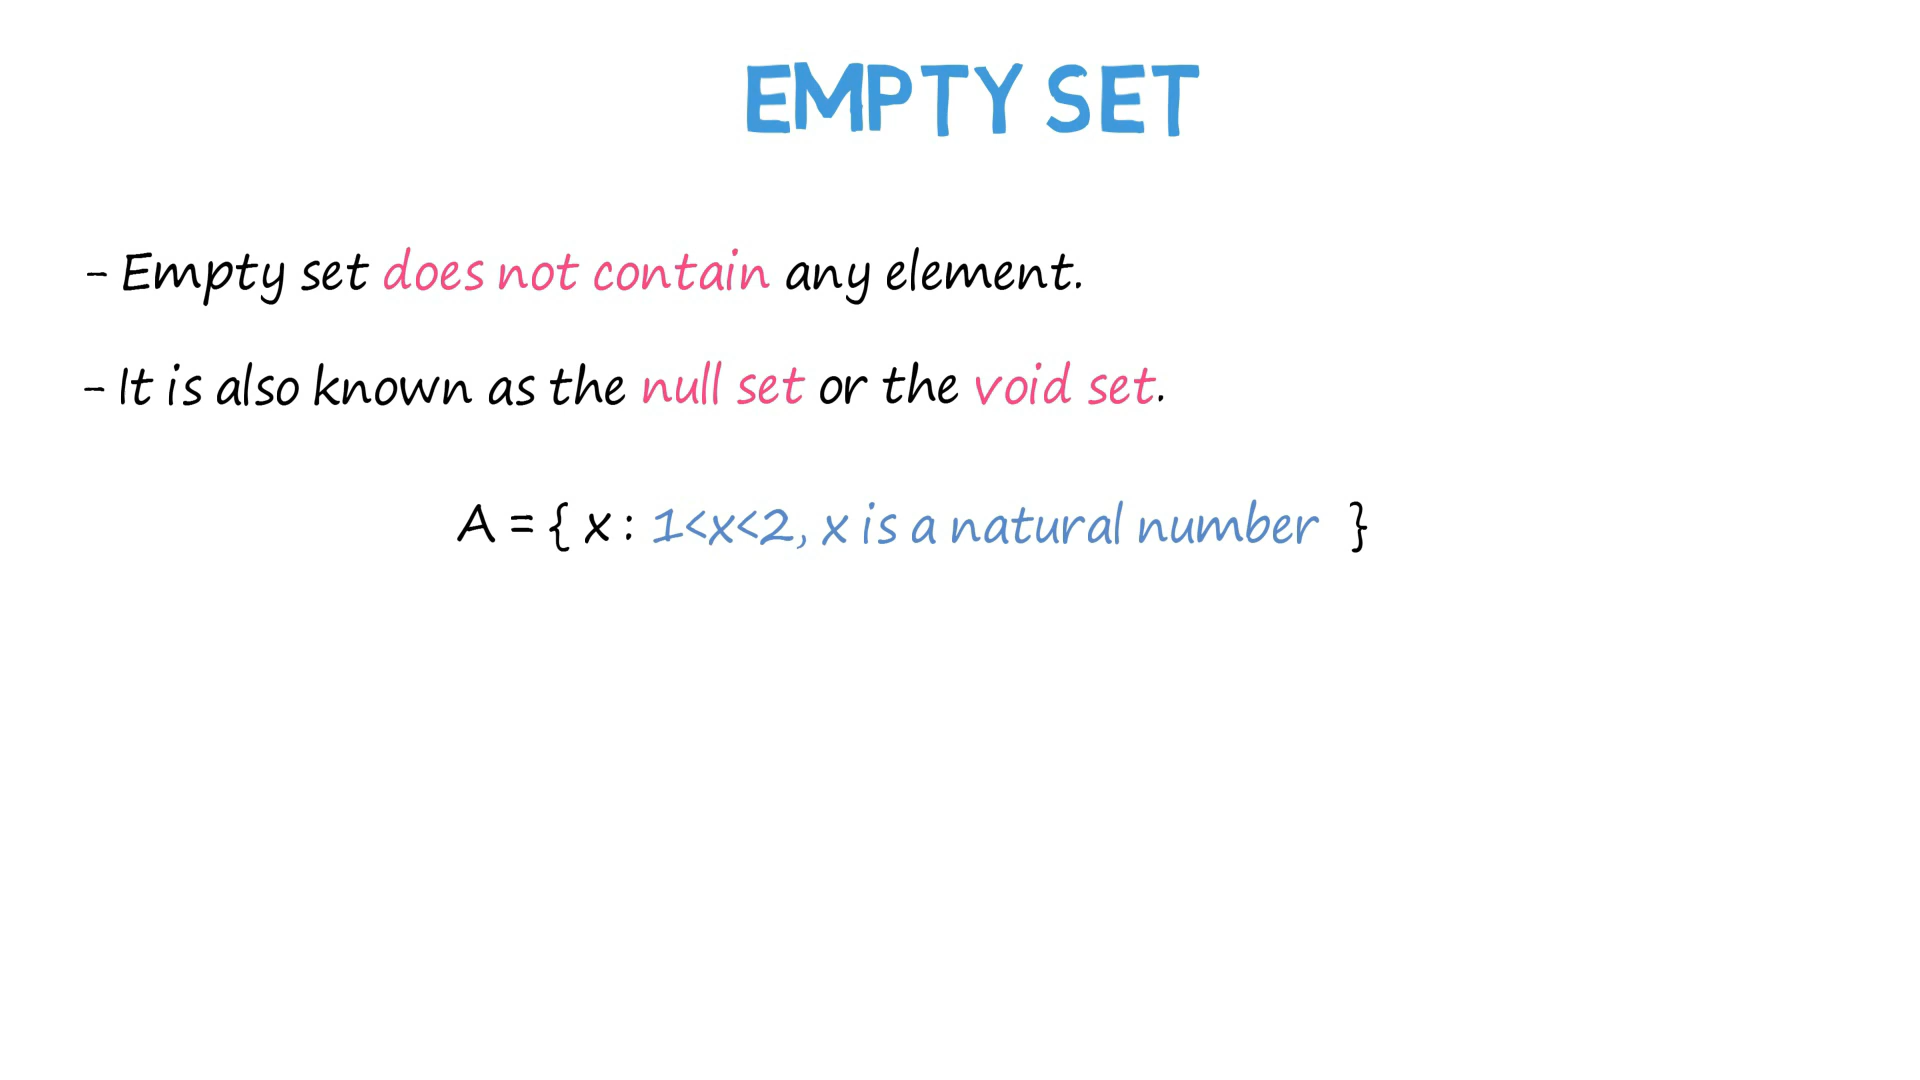 EMPTY SET
- Empty set does not contain any element.
- It is also known as the null set or the void set.
A = { x : 1<x<2, x is a natural number }